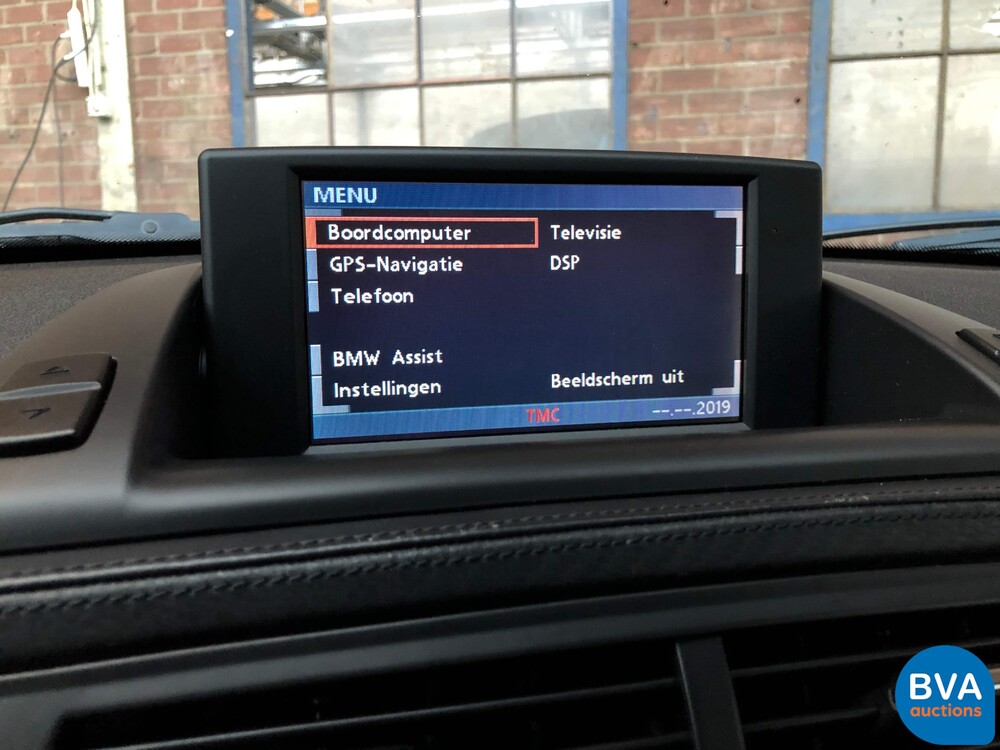 MENU
Boordcomputer
GPS-Navigatie
Telefoon
BMW Assist
Instellingen
Televisie
DSP
Beeldscherm uit
TMC
--.--.2019
BVA
auctions